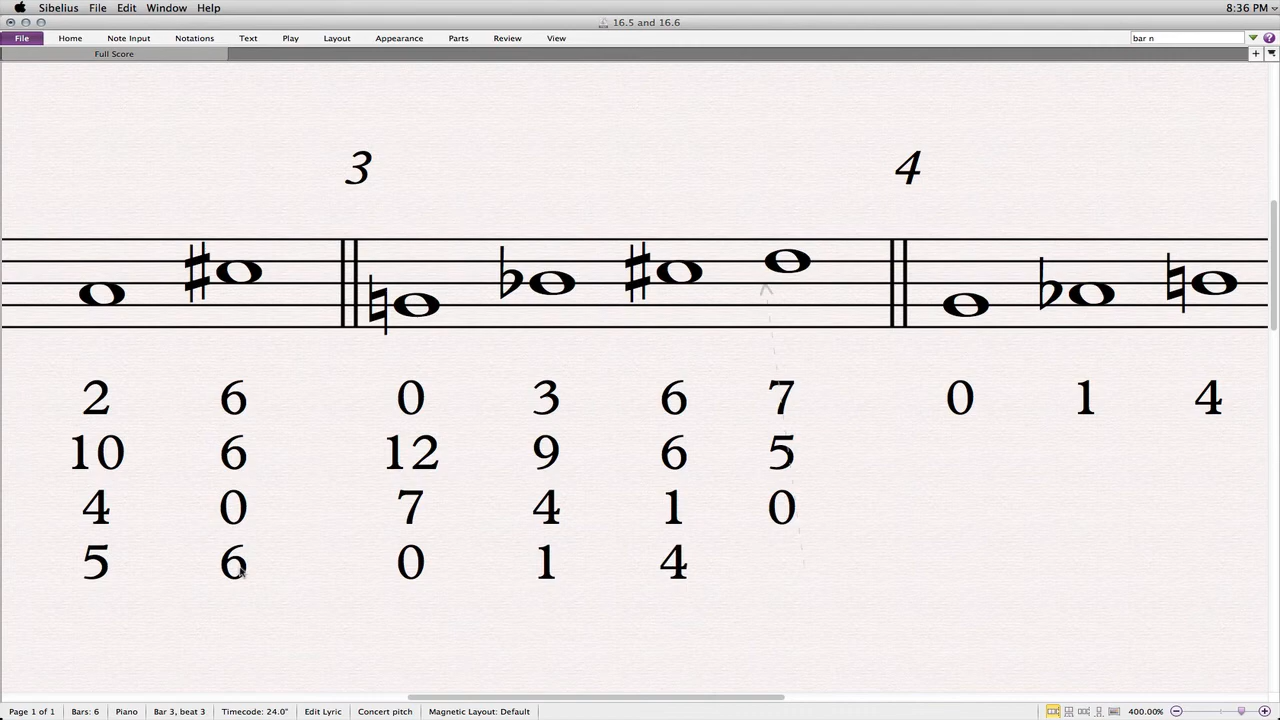 Sibelius File Edit Window Help 8:36 PM
16.5 and 16.6
File Home Note Input Notations Text Play Layout Appearance Parts Review View bar n
Full Score
3 4
2 6 0 3 6 7 0 1 4
10 6 12 9 6 5
4 0 7 4 1 0
5 6 0 1 4
Page 1 of 1 Bars: 6 Piano Bar 3, beat 3 Timecode: 24.0" Edit Lyric Concert pitch Magnetic Layout: Default 400.00%